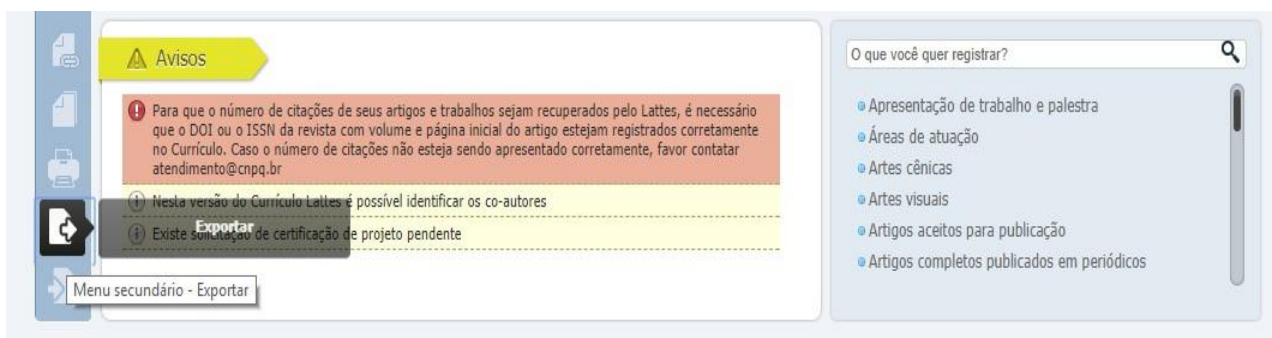 Avisos
Para que o número de citações de seus artigos e trabalhos sejam recuperados pelo Lattes, é necessário
que o DOI ou o ISSN da revista com volume e página inicial do artigo estejam registrados corretamente
no Currículo. Caso o número de citações não esteja sendo apresentado corretamente, favor contatar
atendimento@cnpq.br
Nesta versão do Currículo Lattes é possível identificar os co-autores
Existe solicitação de certificação de projeto pendente
Exportar
Menu secundário - Exportar
O que você quer registrar?
Apresentação de trabalho e palestra
Áreas de atuação
Artes cênicas
Artes visuais
Artigos aceitos para publicação
Artigos completos publicados em periódicos